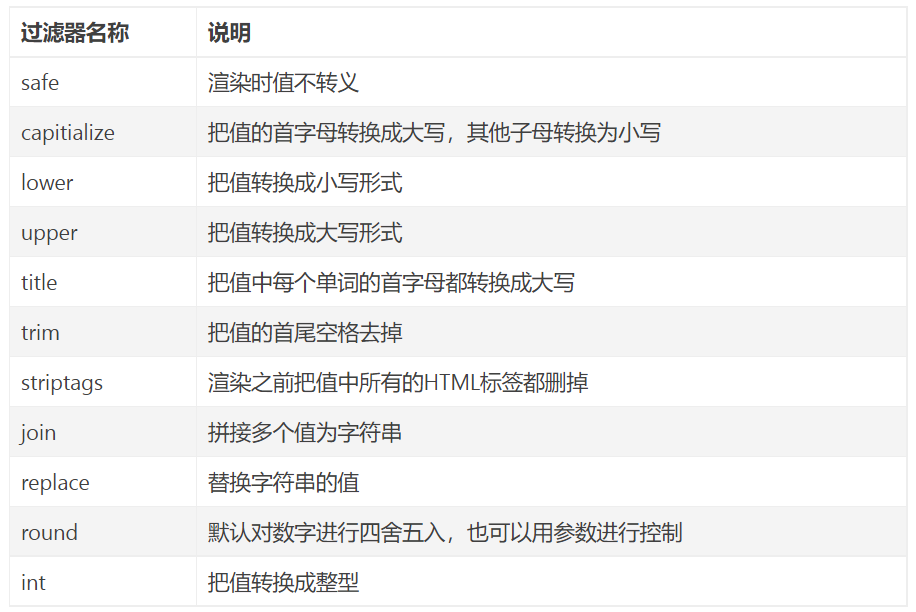 过滤器名称 说明
safe 渲染时值不转义
capitialize 把值的首字母转换成大写，其他子母转换为小写
lower 把值转换成小写形式
upper 把值转换成大写形式
title 把值中每个单词的首字母都转换成大写
trim 把值的首尾空格去掉
striptags 渲染之前把值中所有的HTML标签都删掉
join 拼接多个值为字符串
replace 替换字符串的值
round 默认对数字进行四舍五入，也可以用参数进行控制
int 把值转换成整型